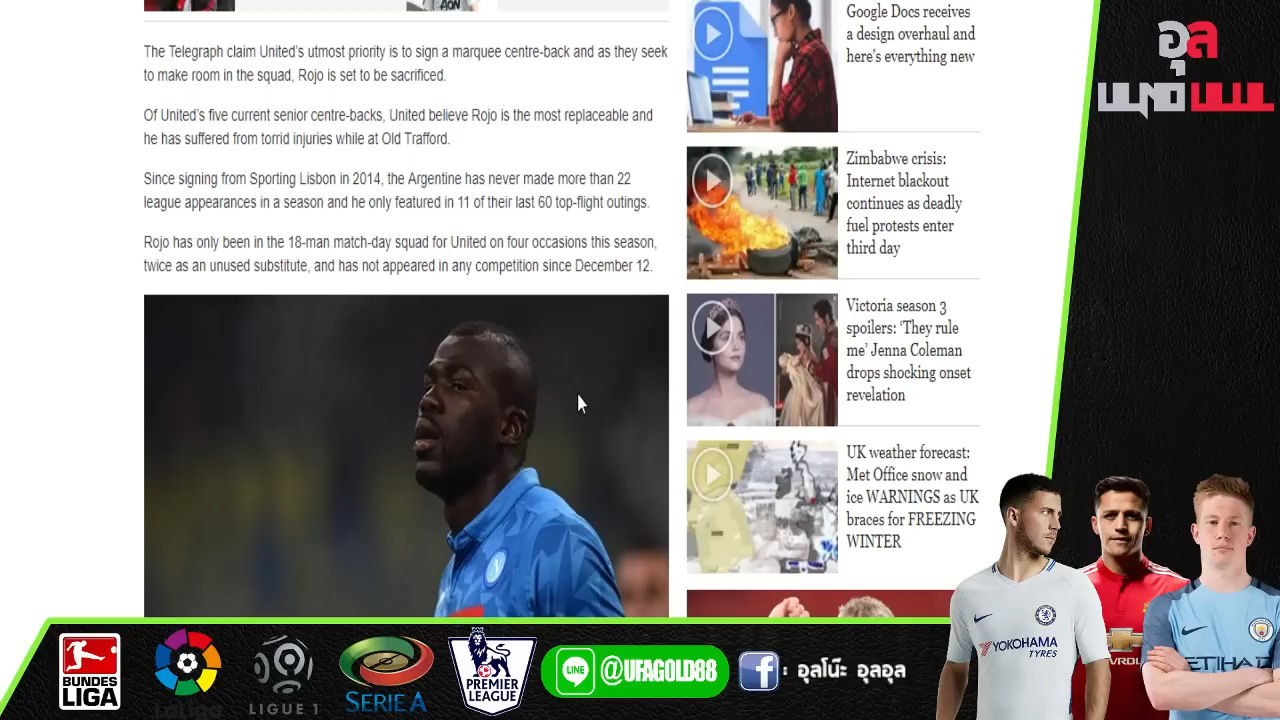 AON
The Telegraph claim United's utmost priority is to sign a marquee centre-back and as they seek
to make room in the squad, Rojo is set to be sacrificed.
Of United's five current senior centre-backs, United believe Rojo is the most replaceable and
he has suffered from torrid injuries while at Old Trafford.
Since signing from Sporting Lisbon in 2014, the Argentine has never made more than 22
league appearances in a season and he only featured in 11 of their last 60 top-flight outings.
Rojo has only been in the 18-man match-day squad for United on four occasions this season,
twice as an unused substitute, and has not appeared in any competition since December 12.
Google Docs receives
a design overhaul and
here's everything new
Zimbabwe crisis:
Internet blackout
continues as deadly
fuel protests enter
third day
Victoria season 3
spoilers: 'They rule
me' Jenna Coleman
drops shocking onset
revelation
UK weather forecast:
Met Office snow and
ice WARNINGS as UK
braces for FREEZING
WINTER
YOKOHAMA
TYRES
ETIHAD
BUNDES
LIGA
LaLiga
LIGUE 1
SERIE A
PREMIER
LEAGUE
LINE
@UFAGOLD88
f : อุลโน๊ะ อุลอุล